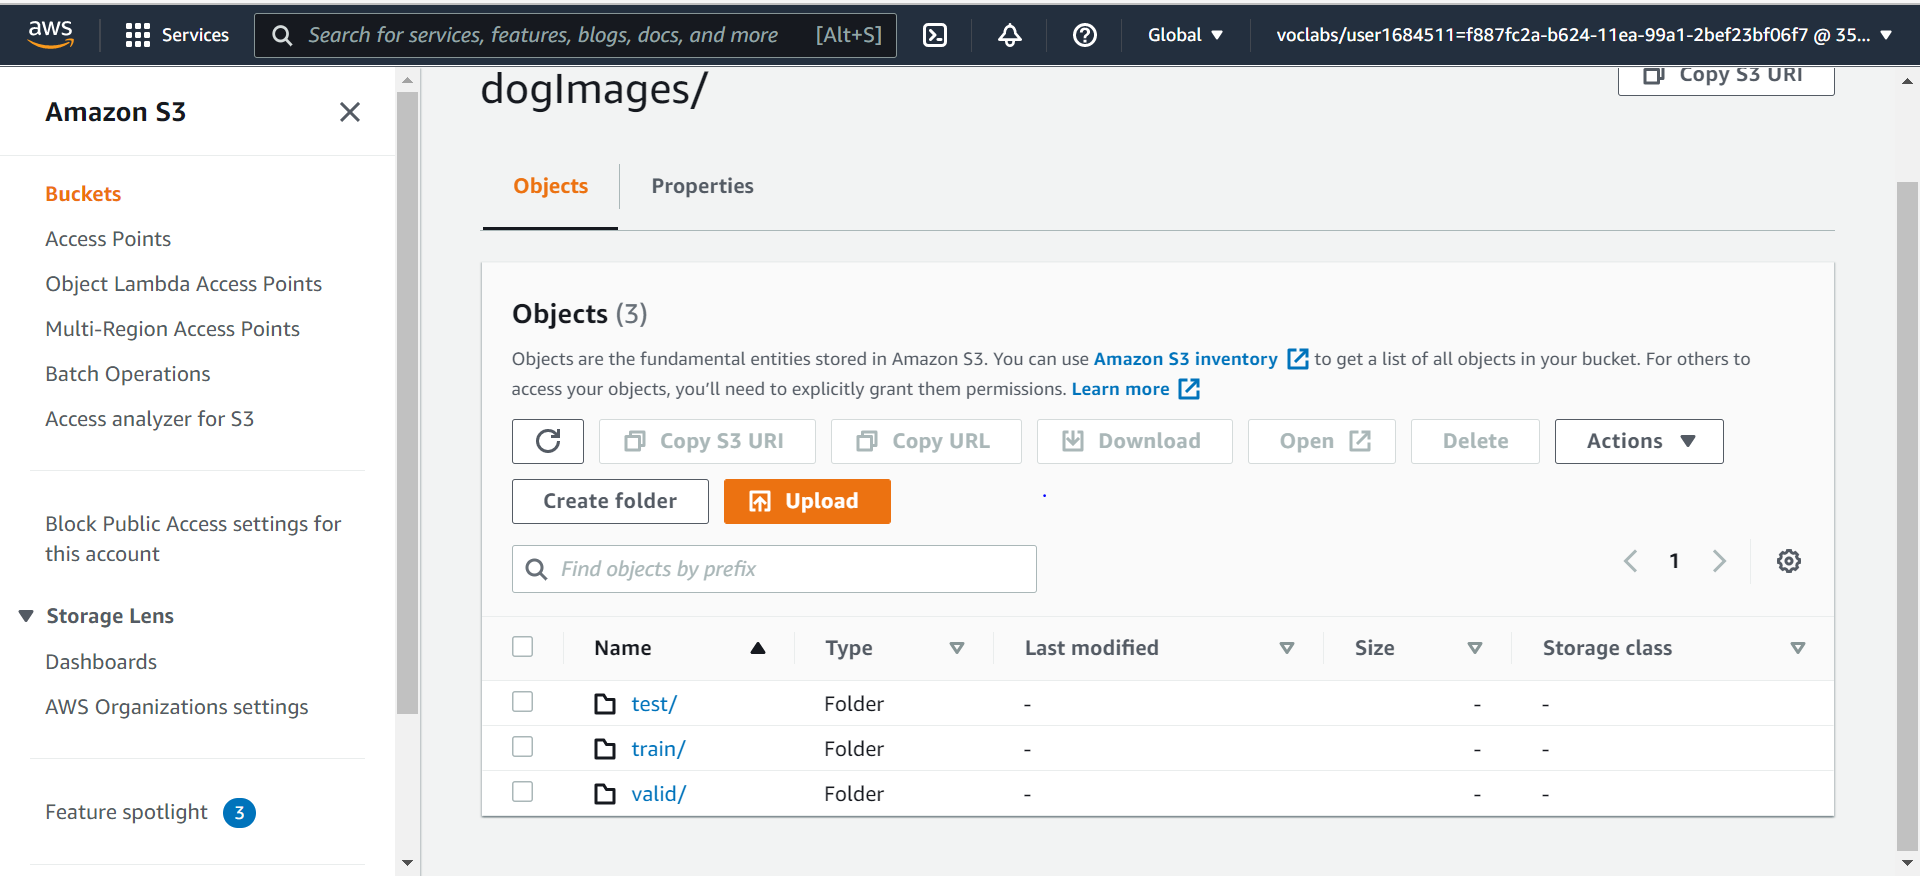 aws Services Search for services, features, blogs, docs, and more [Alt+S] Global voclabs/user1684511=f887fc2a-b624-11ea-99a1-2bef23bf06f7 @ 35...
Amazon S3
Buckets
Access Points
Object Lambda Access Points
Multi-Region Access Points
Batch Operations
Access analyzer for S3
Block Public Access settings for
this account
Storage Lens
Dashboards
AWS Organizations settings
Feature spotlight 3
dogImages/
Copy S3 URI
Objects Properties
Objects (3)
Objects are the fundamental entities stored in Amazon S3. You can use Amazon S3 inventory to get a list of all objects in your bucket. For others to
access your objects, you’ll need to explicitly grant them permissions. Learn more
Copy S3 URI Copy URL Download Open Delete Actions
Create folder Upload
Find objects by prefix 1
Name Type Last modified Size Storage class
test/ Folder - - -
train/ Folder - - -
valid/ Folder - - -